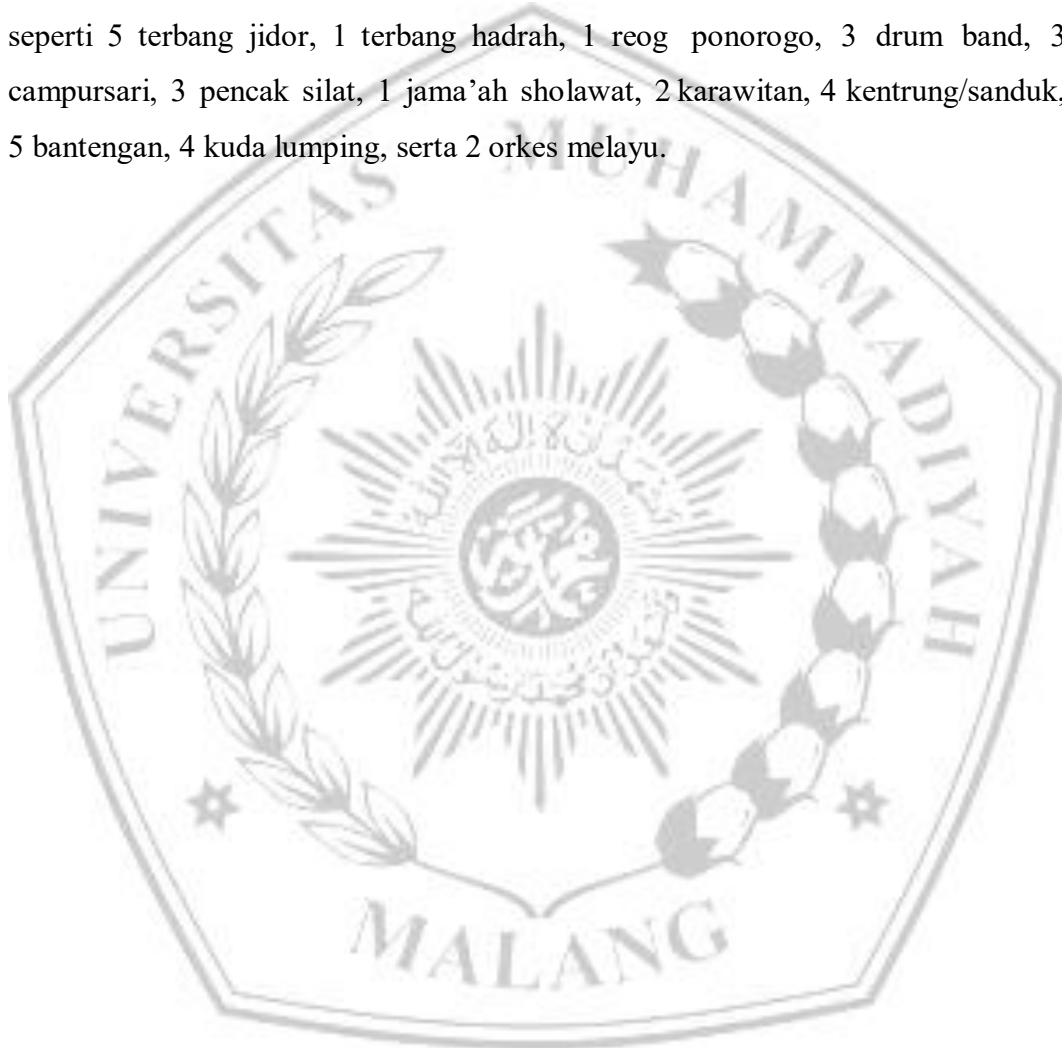 seperti 5 terbang jidor, 1 terbang hadrah, 1 reog ponorogo, 3 drum band, 3
campursari, 3 pencak silat, 1 jama’ah sholawat, 2 karawitan, 4 kentrung/sanduk,
5 bantengan, 4 kuda lumping, serta 2 orkes melayu.
UNIVERSITAS MUHAMMADIYAH
MALANG